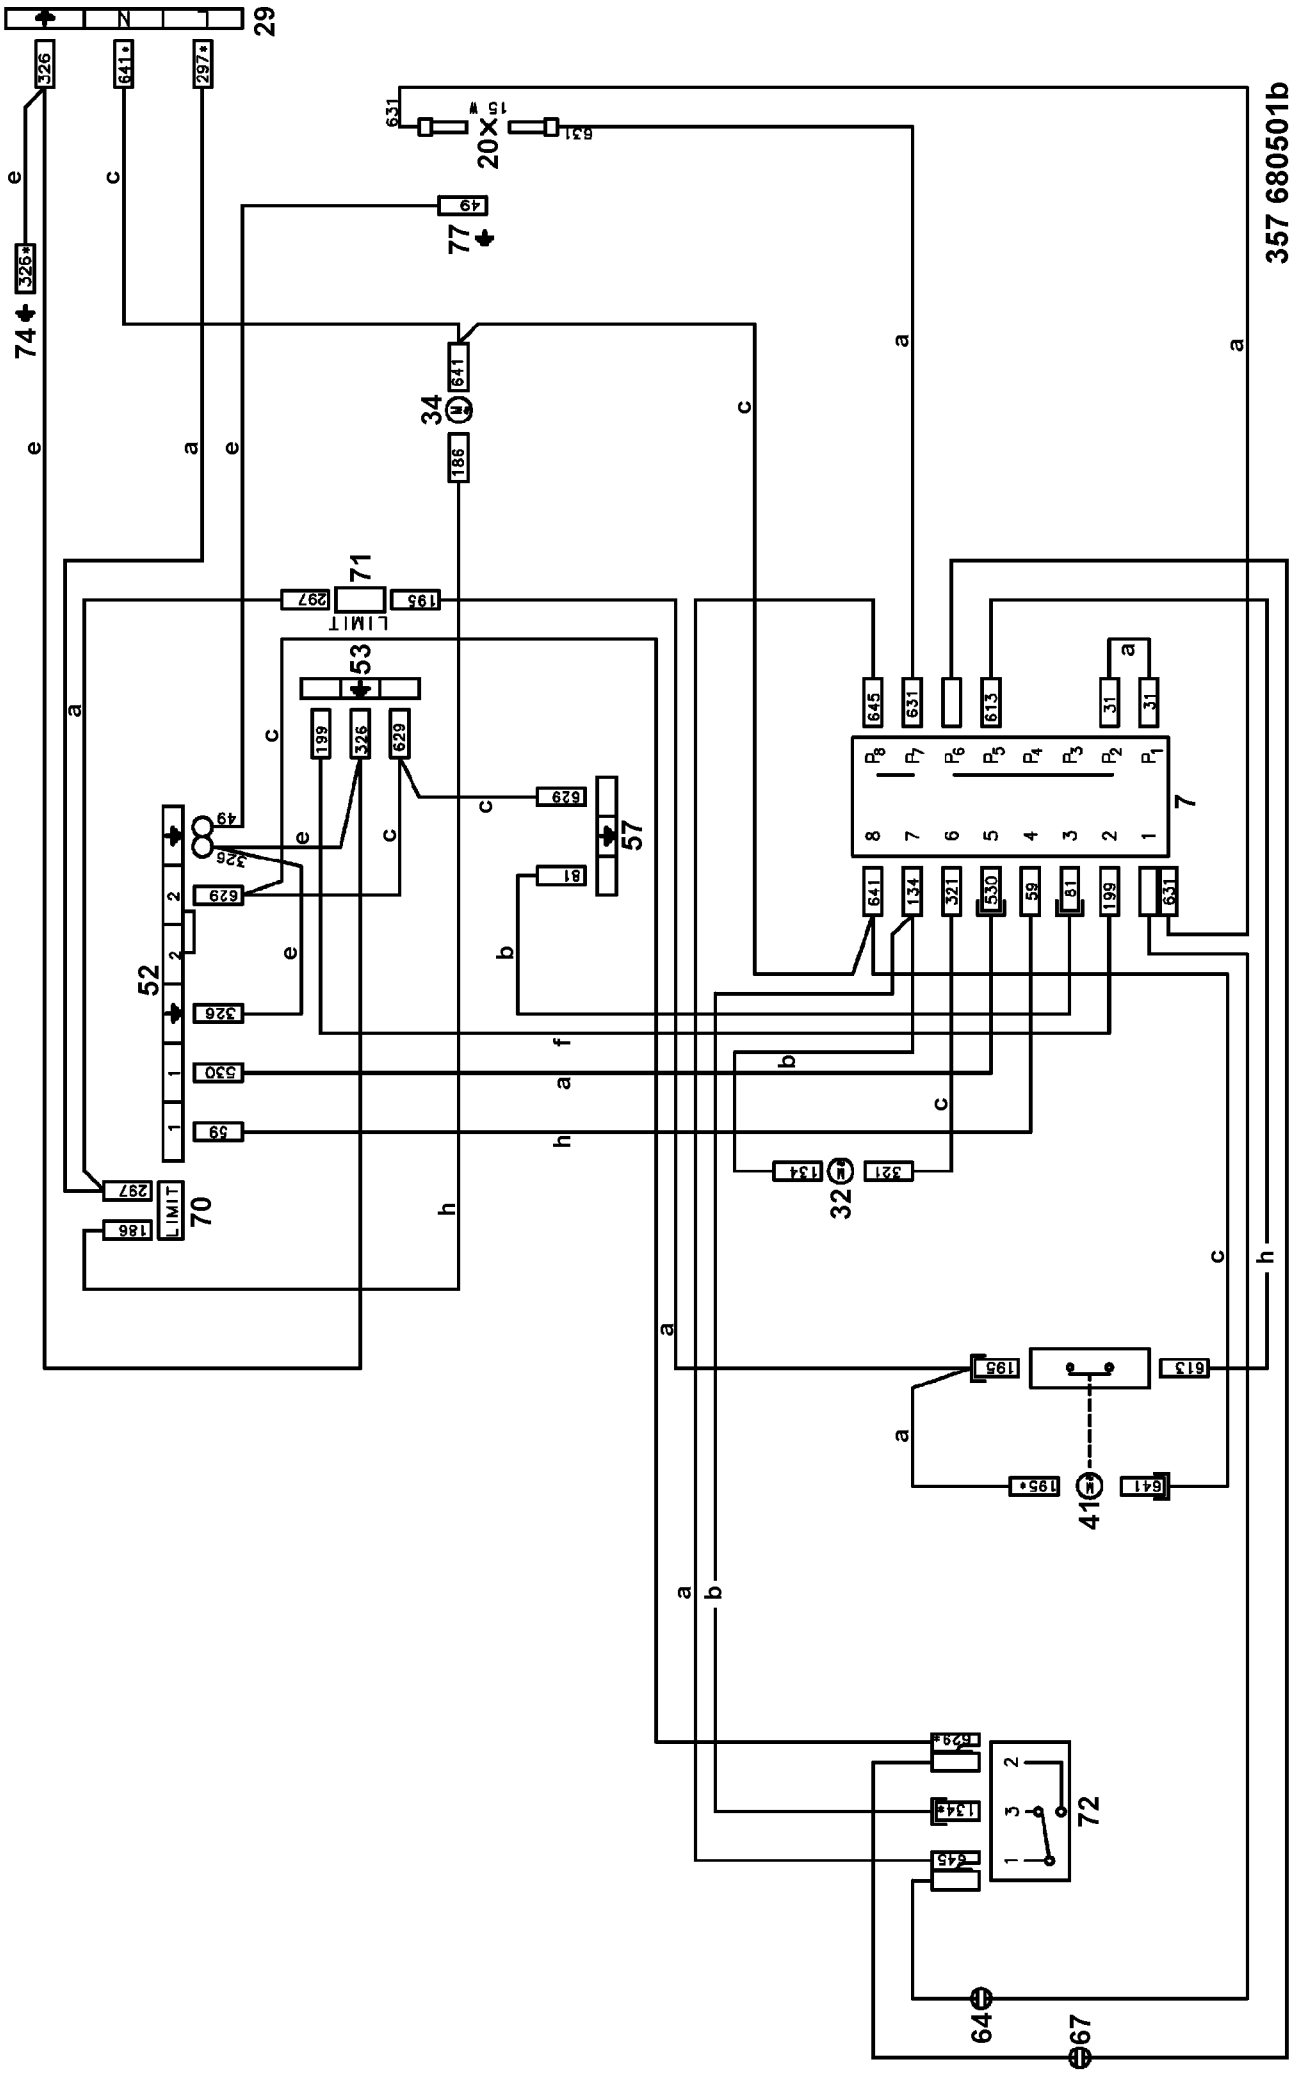 29
N
L
326
641*
297*
e
c
631
15 W
20
631
e
326*
74
49
77
a
a
357 680501b
641
34
c
e
a
e
186
71
297
195
LIMIT
53
a
c
199
326
629
c
629
57
81
c
e
49
326
2
629
2
52
e
b
326
f
1
530
a
1
59
h
b
c
297
LIMIT
70
186
h
134
32
321
645
631
613
31
31
a
P8
P7
P6
P5
P4
P3
P2
P1
7
8
7
6
5
4
3
2
1
641
134
321
530
59
81
199
631
c
h
a
195
613
a
195*
41
641
a
b
629*
134*
645
2
3
1
72
64
67